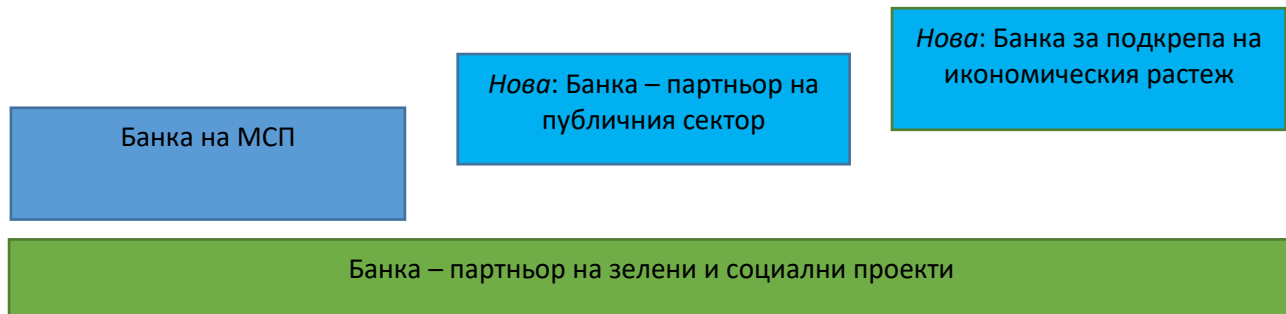 Банка на МСП
Нова: Банка – партньор на
публичния сектор
Нова: Банка за подкрепа на
икономическия растеж
Банка – партньор на зелени и социални проекти